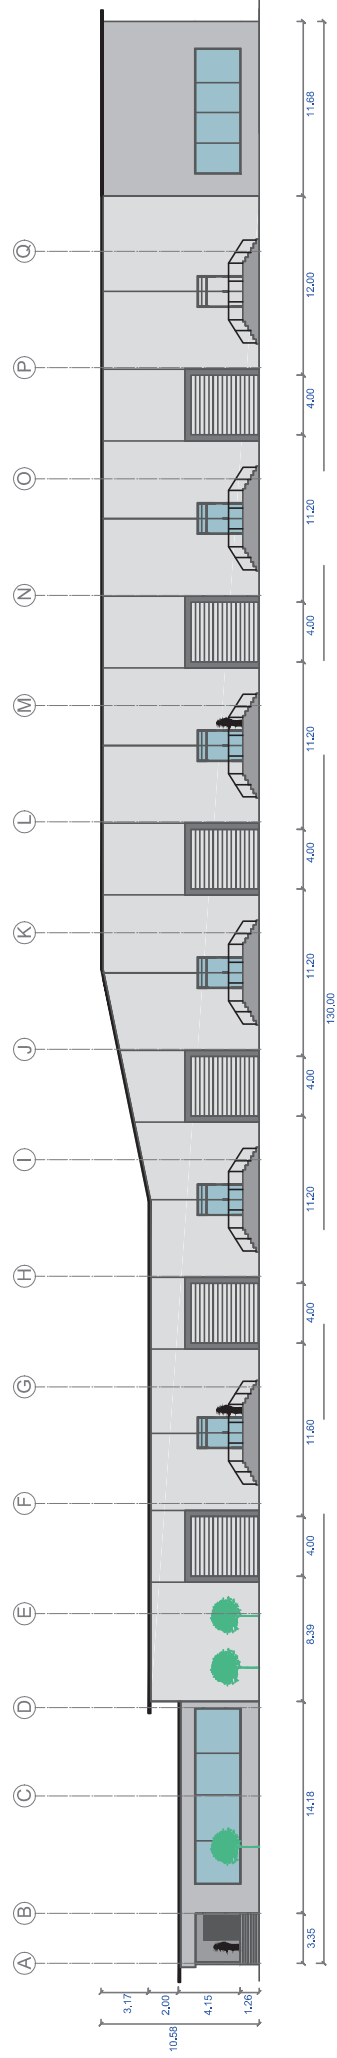 A
B
C
D
E
F
G
H
I
J
K
L
M
N
O
P
Q
3.17
2.00
4.15
1.26
10.58
3.35
14.18
8.39
4.00
11.60
4.00
11.20
4.00
11.20
4.00
11.20
4.00
11.20
4.00
12.00
11.68
130.00